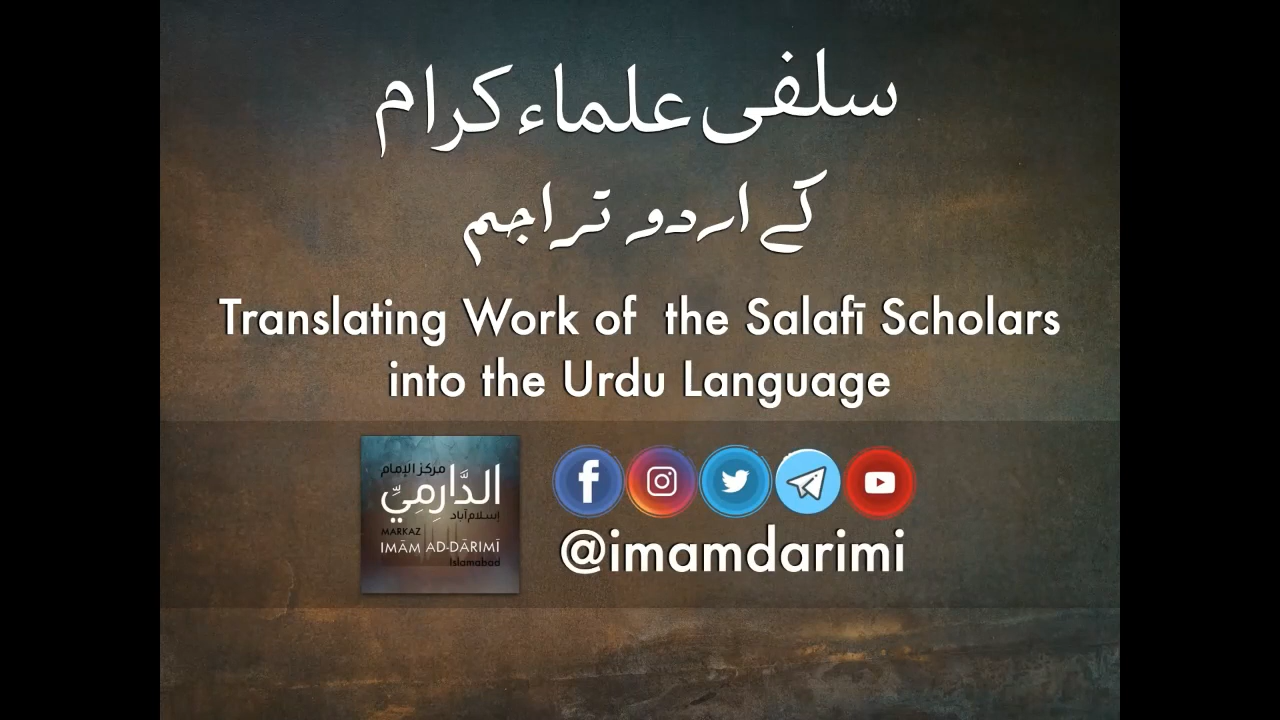 سلفی علماء کرام
کے اردو تراجم
Translating Work of the Salafī Scholars
into the Urdu Language
مركز الإمام
الدَّارِمِيِّ
إسلام آباد
MARKAZ
IMĀM AD-DĀRIMĪ
Islamabad
@imamdarimi